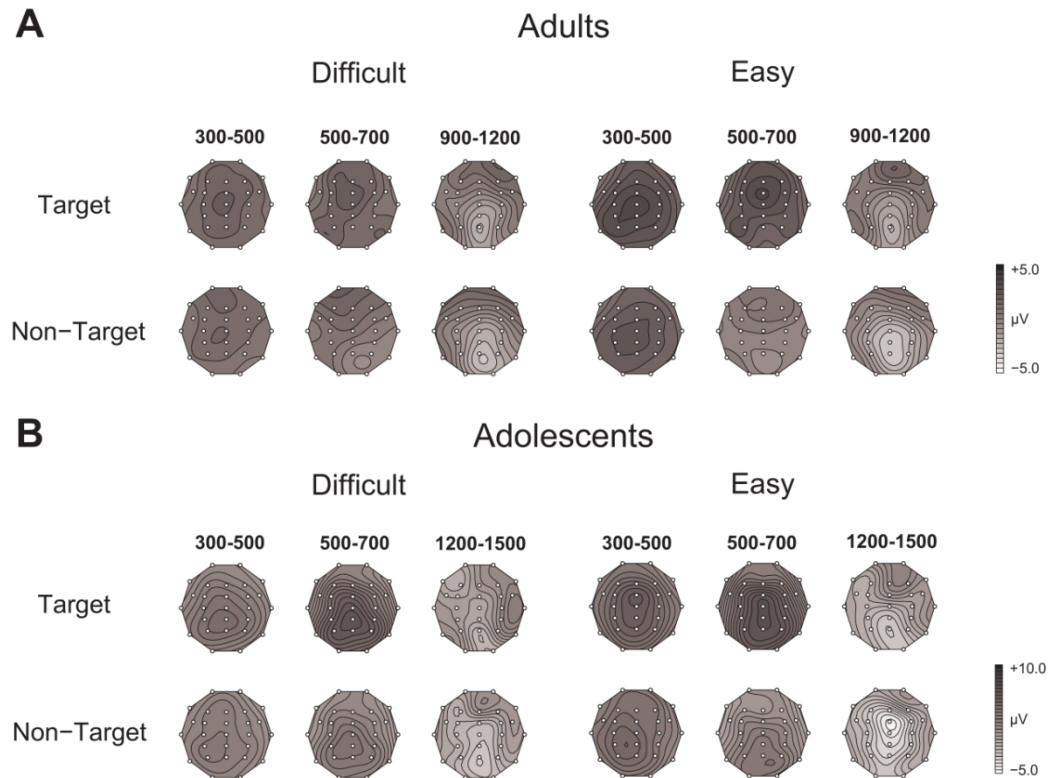 A
Adults
Difficult Easy
300-500 500-700 900-1200 300-500 500-700 900-1200
Target
+5.0
Non−Target
μV
−5.0
B
Adolescents
Difficult Easy
300-500 500-700 1200-1500 300-500 500-700 1200-1500
Target
+10.0
Non−Target
μV
−5.0